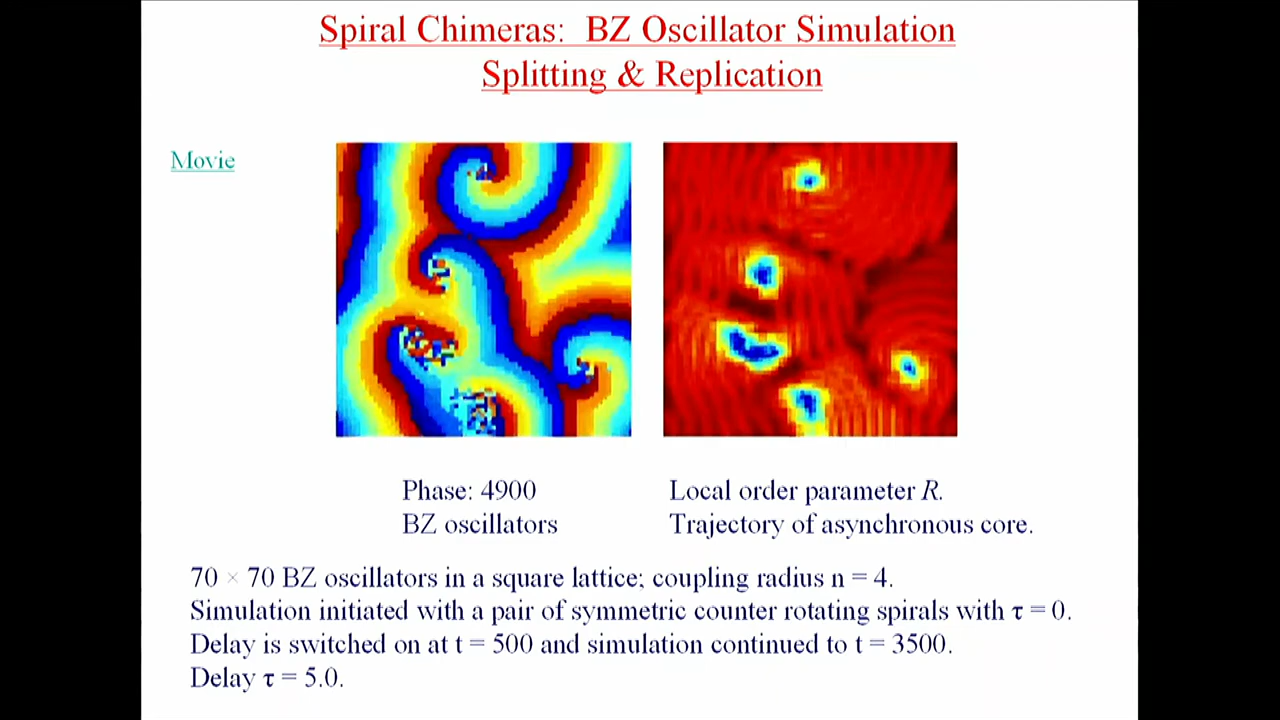 Spiral Chimeras: BZ Oscillator Simulation
Splitting & Replication
Movie
Phase: 4900
BZ oscillators
Local order parameter R.
Trajectory of asynchronous core.
70 × 70 BZ oscillators in a square lattice; coupling radius n = 4.
Simulation initiated with a pair of symmetric counter rotating spirals with τ = 0.
Delay is switched on at t = 500 and simulation continued to t = 3500.
Delay τ = 5.0.